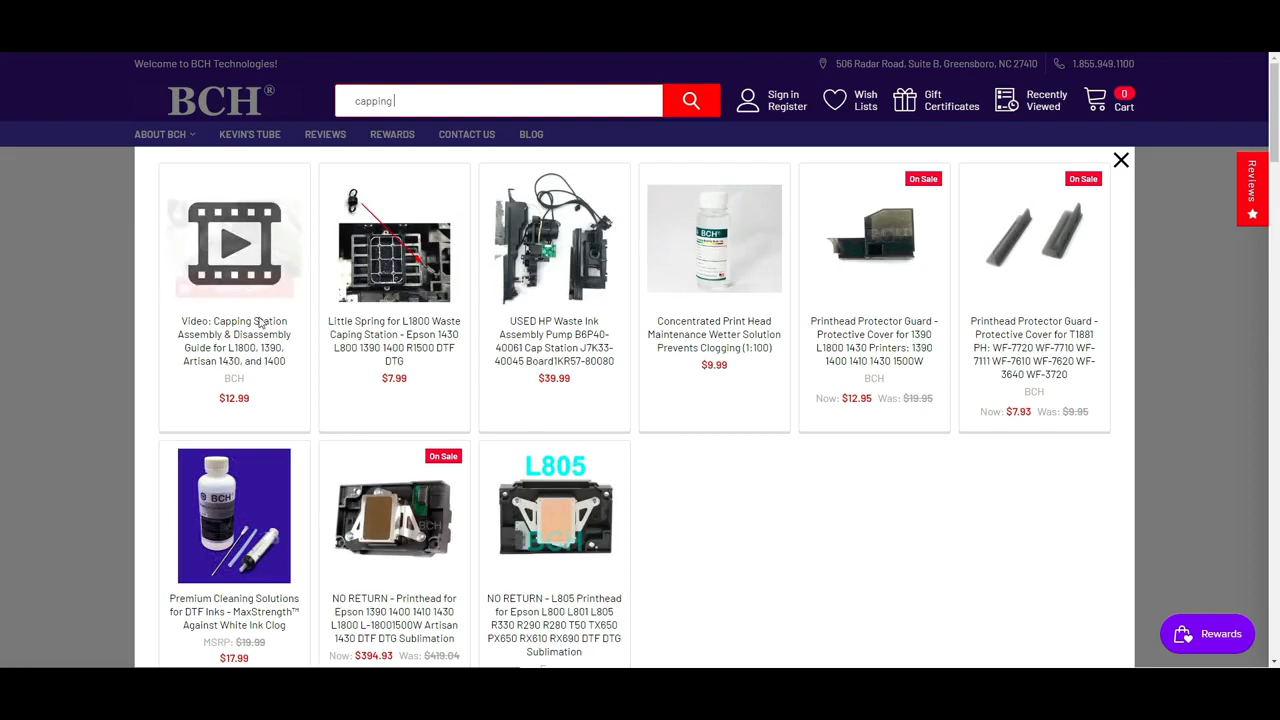 Welcome to BCH Technologies!
506 Radar Road, Suite B, Greensboro, NC 27410
1.855.949.1100
BCH®
capping
Sign in
Register
Wish
Lists
Gift
Certificates
Recently
Viewed
0
Cart
ABOUT BCH
KEVIN'S TUBE
REVIEWS
REWARDS
CONTACT US
BLOG
Reviews
Video: Capping Station
Assembly & Disassembly
Guide for L1800, 1390,
Artisan 1430, and 1400
BCH
$12.99
Little Spring for L1800 Waste
Caping Station - Epson 1430
L800 1390 1400 R1500 DTF
DTG
$7.99
USED HP Waste Ink
Assembly Pump B6P40-
40061 Cap Station J7K33-
40045 Board1KR57-80080
$39.99
BCH
Concentrated Print Head
Maintenance Wetter Solution
Prevents Clogging (1:100)
$9.99
On Sale
BCH
Printhead Protector Guard -
Protective Cover for 1390
L1800 1430 Printers: 1390
1400 1410 1430 1500W
BCH
Now: $12.95 Was: $19.95
On Sale
Printhead Protector Guard -
Protective Cover for T1881
PH: WF-7720 WF-7710 WF-
7111 WF-7610 WF-7620 WF-
3640 WF-3720
BCH
Now: $7.93 Was: $9.95
BCH
Premium Cleaning Solutions
for DTF Inks - MaxStrength™
Against White Ink Clog
MSRP: $19.99
$17.99
On Sale
BCH
NO RETURN - Printhead for
Epson 1390 1400 1410 1430
L1800 L-18001500W Artisan
1430 DTF DTG Sublimation
Now: $394.93 Was: $419.04
L805
BCH
NO RETURN - L805 Printhead
for Epson L800 L801 L805
R330 R290 R280 T50 TX650
PX650 RX610 RX690 DTF DTG
Sublimation
Rewards